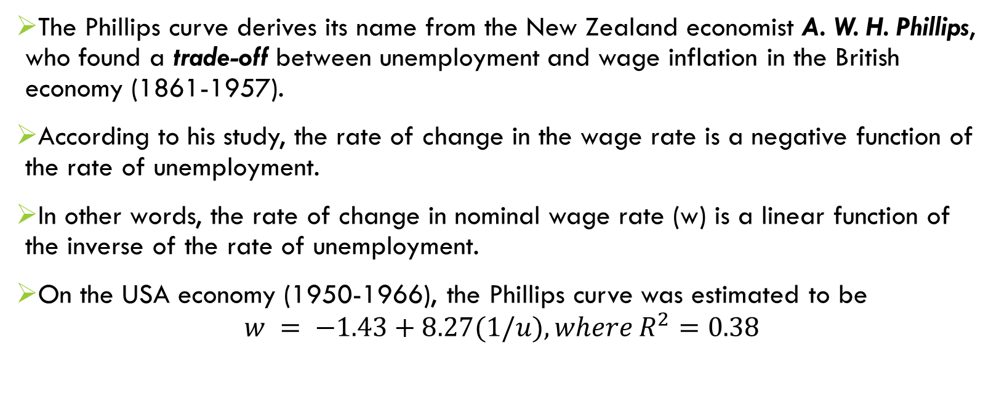 ➢The Phillips curve derives its name from the New Zealand economist A. W. H. Phillips,
who found a trade-off between unemployment and wage inflation in the British
economy (1861-1957).
➢According to his study, the rate of change in the wage rate is a negative function of
the rate of unemployment.
➢In other words, the rate of change in nominal wage rate (w) is a linear function of
the inverse of the rate of unemployment.
➢On the USA economy (1950-1966), the Phillips curve was estimated to be
w = −1.43 + 8.27(1/u), where R² = 0.38